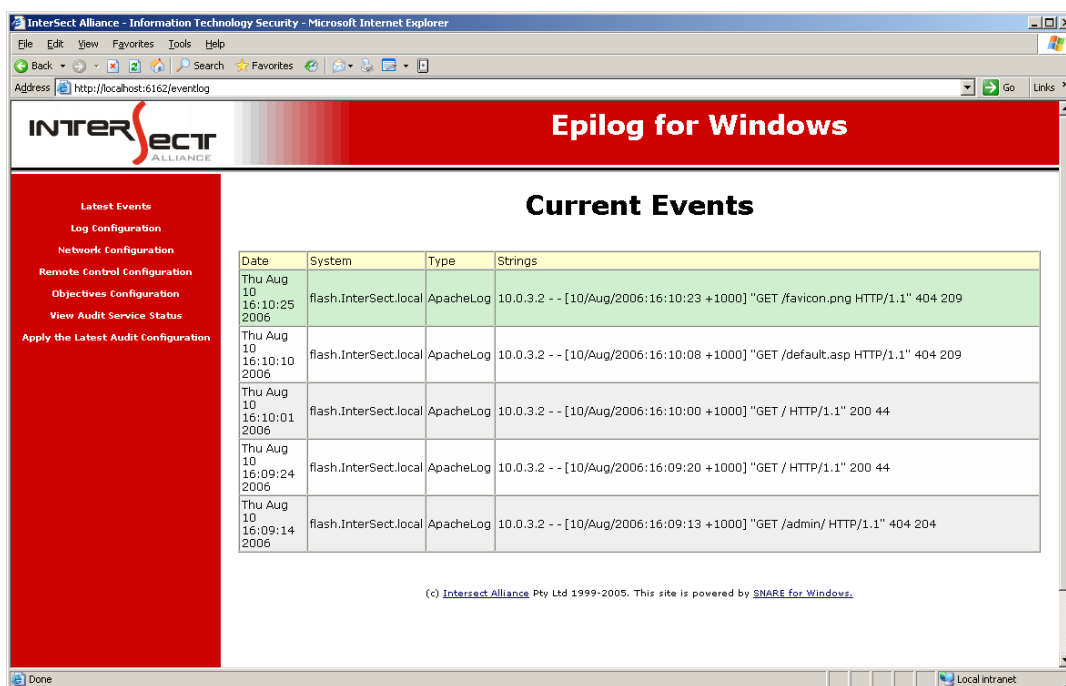 InterSect Alliance - Information Technology Security - Microsoft Internet Explorer
File Edit View Favorites Tools Help
Back Search Favorites
Address http://localhost:6162/eventlog Go Links
INTERSECT
ALLIANCE
Epilog for Windows
Latest Events
Log Configuration
Network Configuration
Remote Control Configuration
Objectives Configuration
View Audit Service Status
Apply the Latest Audit Configuration
Current Events
Date System Type Strings
Thu Aug
10
16:10:25
2006
flash.InterSect.local ApacheLog 10.0.3.2 - - [10/Aug/2006:16:10:23 +1000] "GET /favicon.png HTTP/1.1" 404 209
Thu Aug
10
16:10:10
2006
flash.InterSect.local ApacheLog 10.0.3.2 - - [10/Aug/2006:16:10:08 +1000] "GET /default.asp HTTP/1.1" 404 209
Thu Aug
10
16:10:01
2006
flash.InterSect.local ApacheLog 10.0.3.2 - - [10/Aug/2006:16:10:00 +1000] "GET / HTTP/1.1" 200 44
Thu Aug
10
16:09:24
2006
flash.InterSect.local ApacheLog 10.0.3.2 - - [10/Aug/2006:16:09:20 +1000] "GET / HTTP/1.1" 200 44
Thu Aug
10
16:09:14
2006
flash.InterSect.local ApacheLog 10.0.3.2 - - [10/Aug/2006:16:09:13 +1000] "GET /admin/ HTTP/1.1" 404 204
(c) Intersect Alliance Pty Ltd 1999-2005. This site is powered by SNARE for Windows.
Done Local intranet